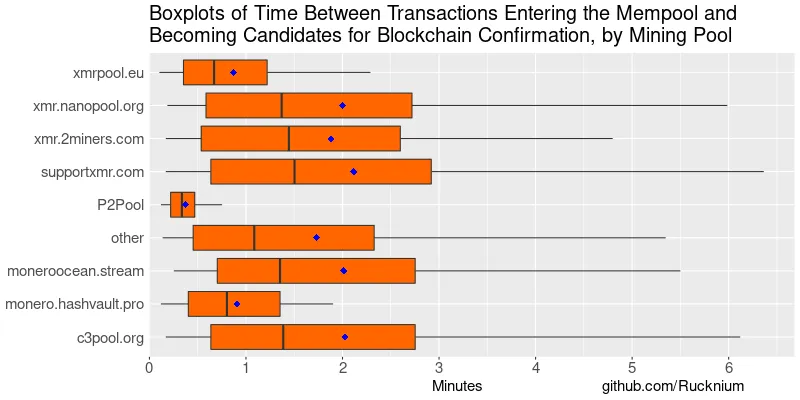 Boxplots of Time Between Transactions Entering the Mempool and
Becoming Candidates for Blockchain Confirmation, by Mining Pool
xmrpool.eu
xmr.nanopool.org
xmr.2miners.com
supportxmr.com
P2Pool
other
moneroocean.stream
monero.hashvault.pro
c3pool.org
0 1 2 3 4 5 6
Minutes
github.com/Rucknium